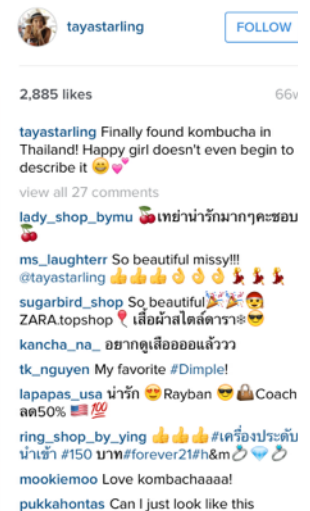 tayastarling
FOLLOW
2,885 likes
66w
tayastarling Finally found kombucha in
Thailand! Happy girl doesn't even begin to
describe it 😀💕
view all 27 comments
lady_shop_bymu 🍒เทย่าน่ารักมากๆคะชอบ
🍒
ms_laughterr So beautiful missy!!!
@tayastarling 👍👍👍👌👌👌💃💃💃
sugarbird_shop So beautiful🎉🎉🎅
ZARA.topshop🎈เสื้อผ้าสไตล์ดารา❄😎
kancha_na_ อยากดูเสืออออแล้ววว
tk_nguyen My favorite #Dimple!
lapapas_usa น่ารัก 😍Rayban 😎👜Coach
ลด50% 🇺🇸💯
ring_shop_by_ying 👍👍👍#เครื่องประดับ
นำเข้า #150 บาท#forever21#h&m💍💎💍
mookiemoo Love kombachaaaa!
pukkahontas Can I just look like this